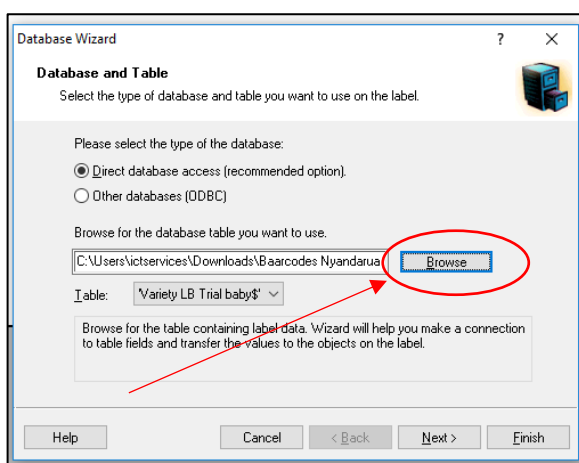 Database Wizard ? ×
Database and Table
Select the type of database and table you want to use on the label.
Please select the type of the database:
Direct database access (recommended option).
Other databases (ODBC)
Browse for the database table you want to use.
C:\Users\ictservices\Downloads\Baarcodes Nyandarua Browse
Table: 'Variety LB Trial baby$'
Browse for the table containing label data. Wizard will help you make a connection
to table fields and transfer the values to the objects on the label.
Help Cancel < Back Next > Finish